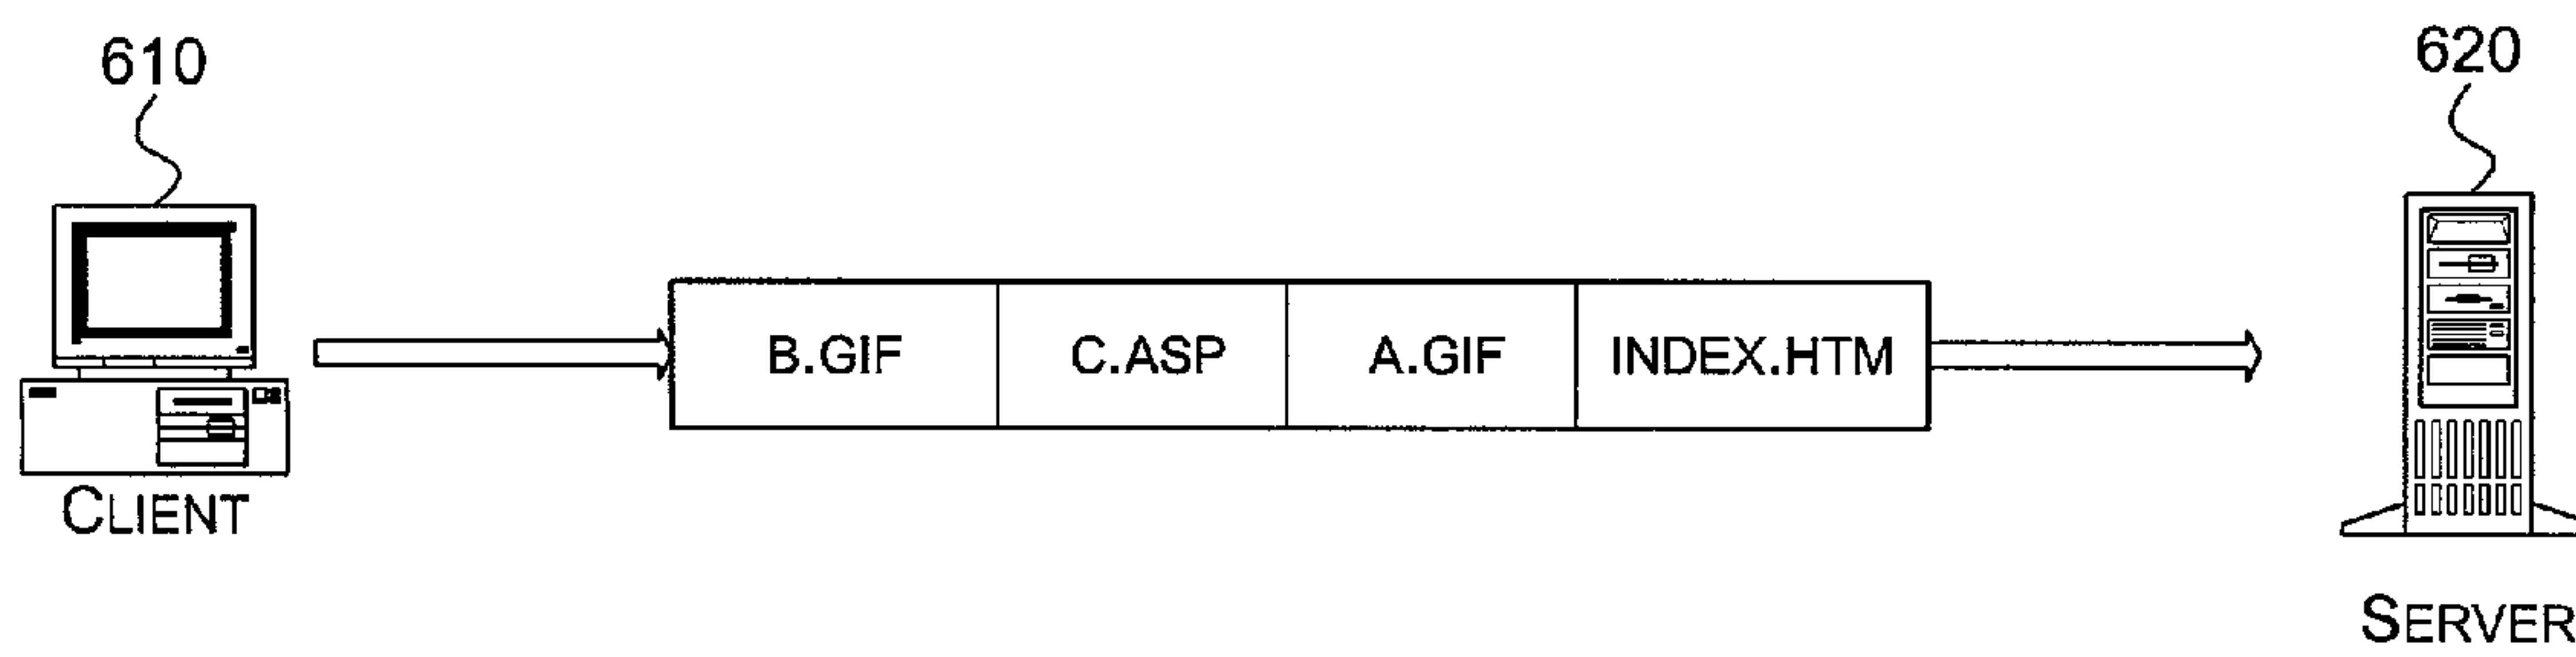 610
620
B.GIF C.ASP A.GIF INDEX.HTM
CLIENT
SERVER